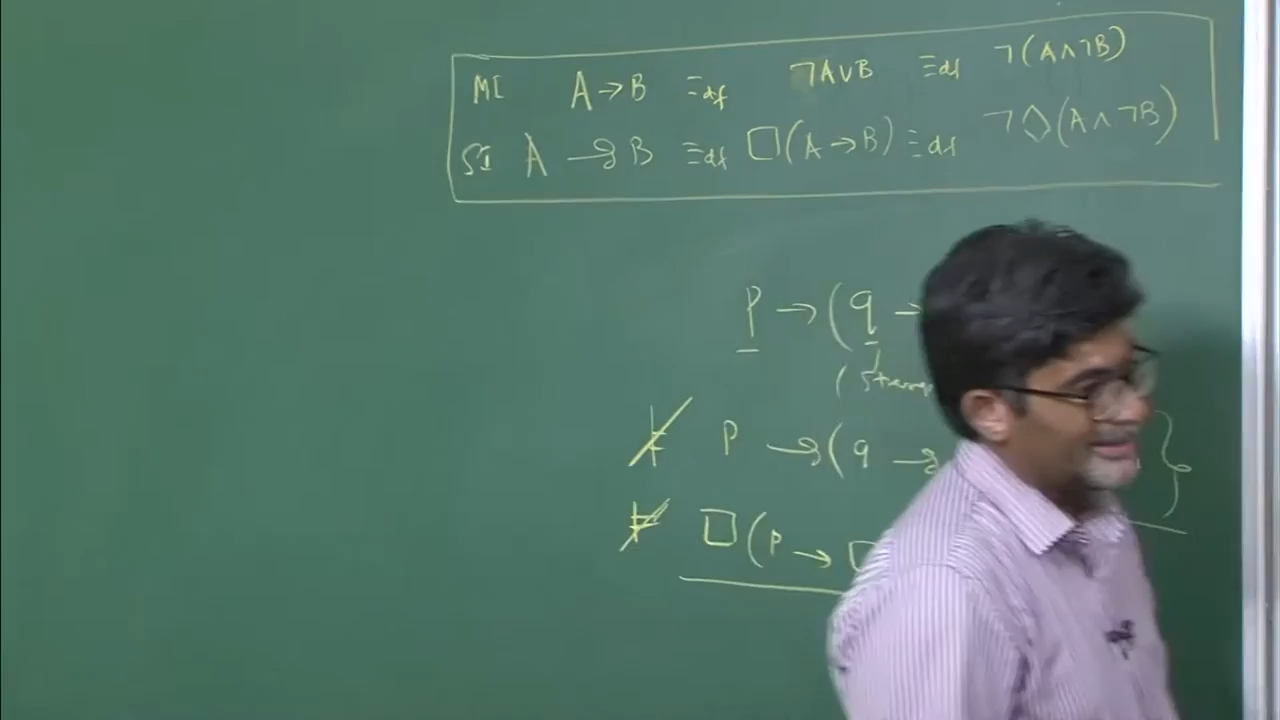 MI A → B ≡df ¬A∨B ≡df ¬(A∧¬B)
SI A ⥽ B ≡df □(A→B) ≡df ¬◇(A∧¬B)
p → (q →
(
⊭ p ⥽ (q ⥽
⊭ □(p →